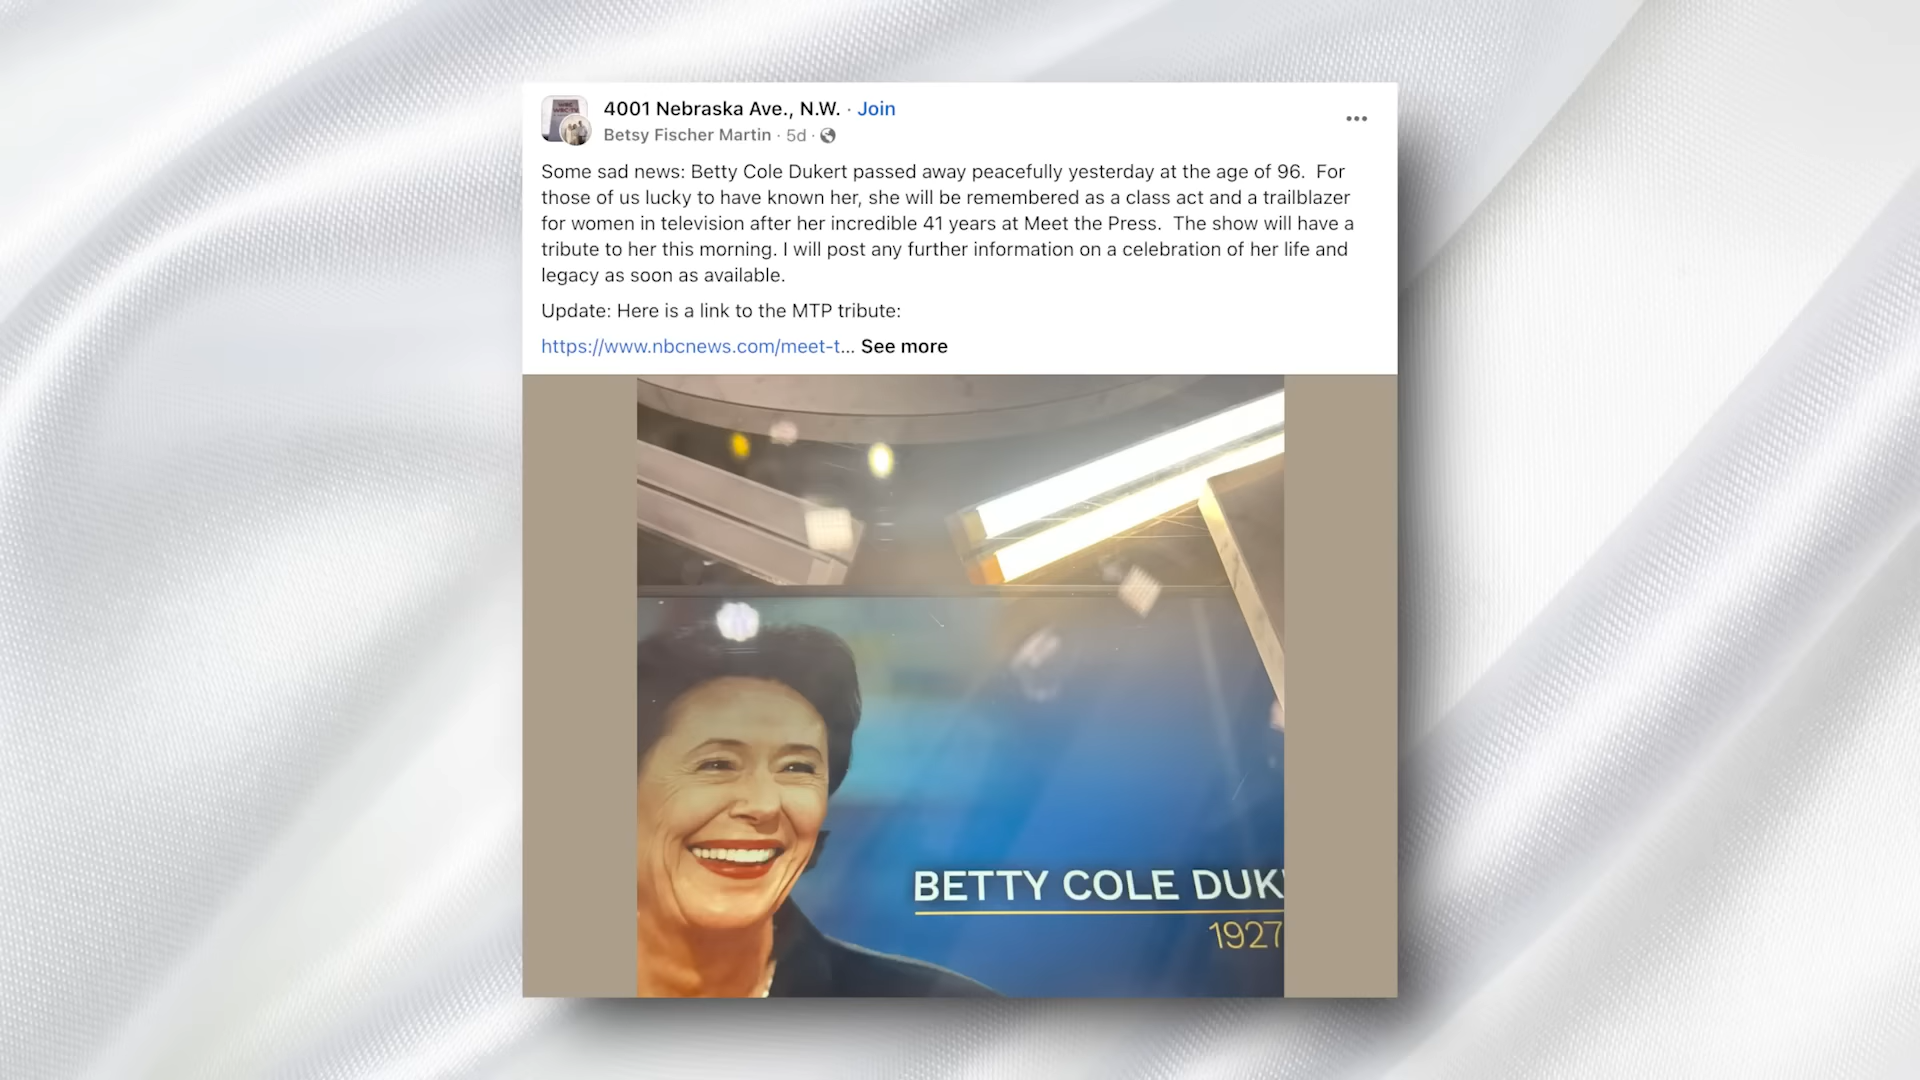 4001 Nebraska Ave., N.W. · Join
Betsy Fischer Martin · 5d ·
Some sad news: Betty Cole Dukert passed away peacefully yesterday at the age of 96.  For
those of us lucky to have known her, she will be remembered as a class act and a trailblazer
for women in television after her incredible 41 years at Meet the Press.  The show will have a
tribute to her this morning. I will post any further information on a celebration of her life and
legacy as soon as available.
Update: Here is a link to the MTP tribute:
https://www.nbcnews.com/meet-t... See more
BETTY COLE DUK
1927